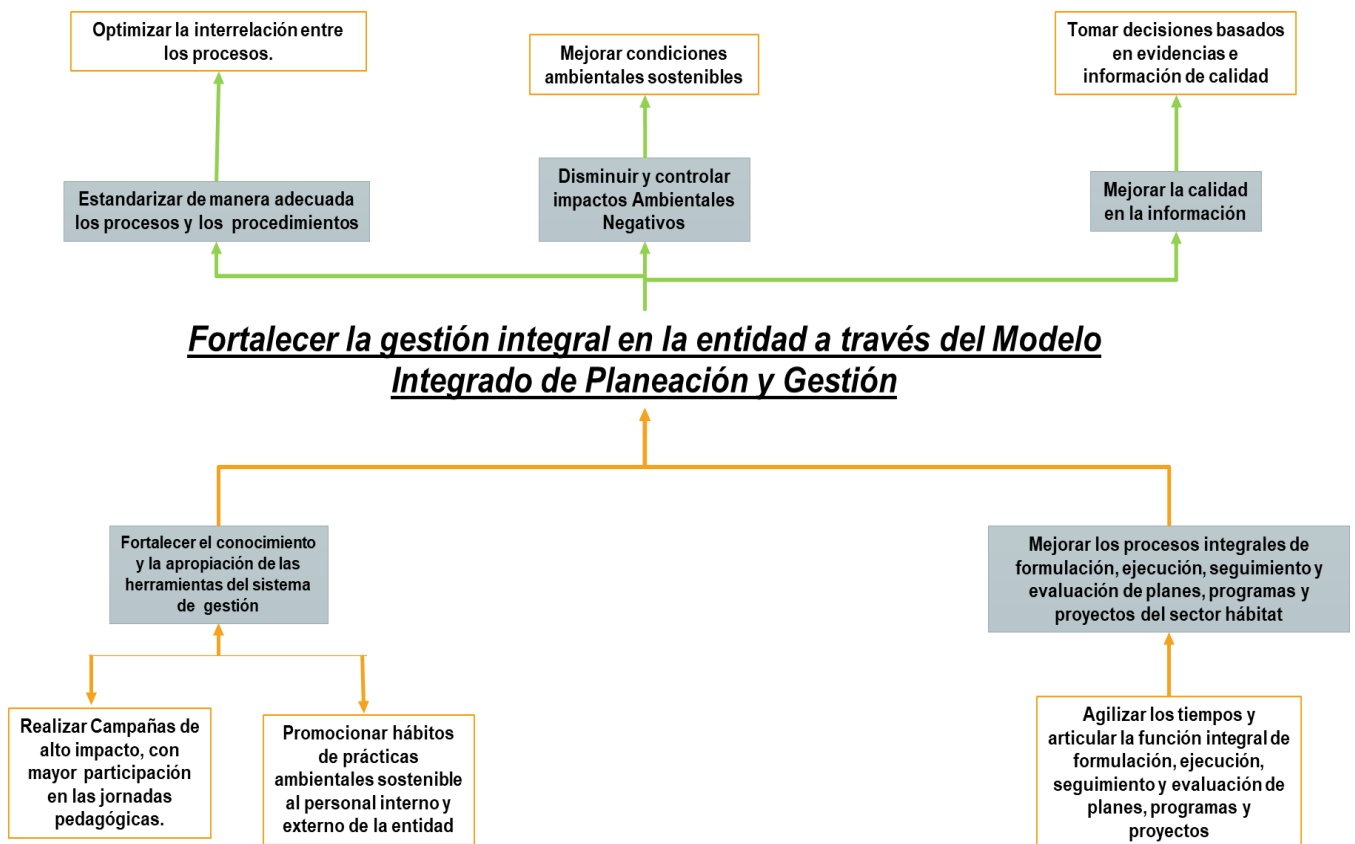 Optimizar la interrelación entre
los procesos.
Mejorar condiciones
ambientales sostenibles
Tomar decisiones basados
en evidencias e
información de calidad
Estandarizar de manera adecuada
los procesos y los procedimientos
Disminuir y controlar
impactos Ambientales
Negativos
Mejorar la calidad
en la información
Fortalecer la gestión integral en la entidad a través del Modelo
Integrado de Planeación y Gestión
Fortalecer el conocimiento
y la apropiación de las
herramientas del sistema
de gestión
Mejorar los procesos integrales de
formulación, ejecución, seguimiento y
evaluación de planes, programas y
proyectos del sector hábitat
Realizar Campañas de
alto impacto, con
mayor participación
en las jornadas
pedagógicas.
Promocionar hábitos
de prácticas
ambientales sostenible
al personal interno y
externo de la entidad
Agilizar los tiempos y
articular la función integral de
formulación, ejecución,
seguimiento y evaluación de
planes, programas y
proyectos